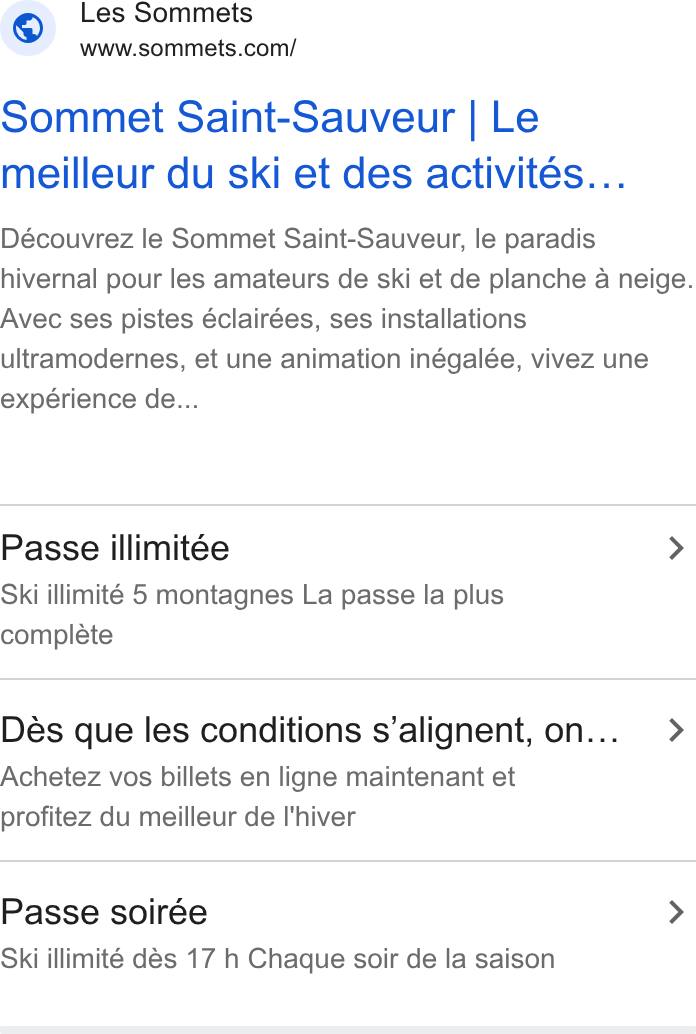 Les Sommets
www.sommets.com/
Sommet Saint-Sauveur | Le
meilleur du ski et des activités…
Découvrez le Sommet Saint-Sauveur, le paradis
hivernal pour les amateurs de ski et de planche à neige.
Avec ses pistes éclairées, ses installations
ultramodernes, et une animation inégalée, vivez une
expérience de...
Passe illimitée
Ski illimité 5 montagnes La passe la plus
complète
Dès que les conditions s’alignent, on…
Achetez vos billets en ligne maintenant et
profitez du meilleur de l'hiver
Passe soirée
Ski illimité dès 17 h Chaque soir de la saison